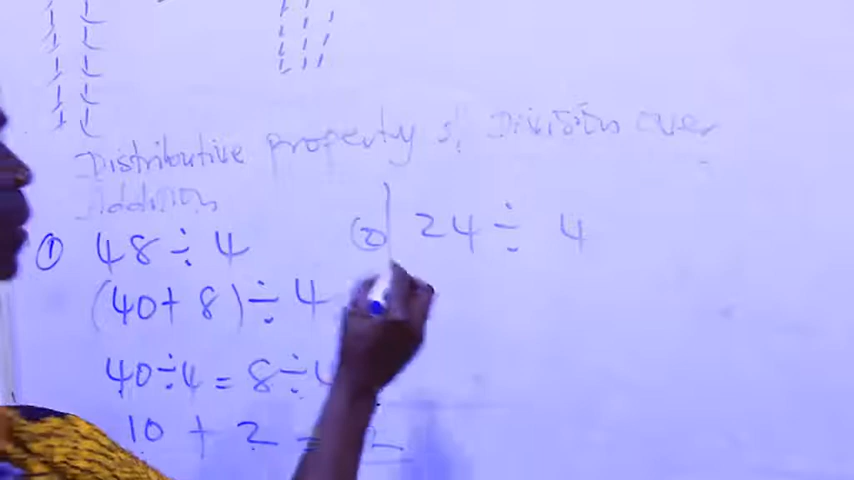 Distributive property of Division over
Addition
① 48 ÷ 4
(40 + 8) ÷ 4
40 ÷ 4 = 8 ÷ 4
10 + 2 = 2
② 24 ÷ 4